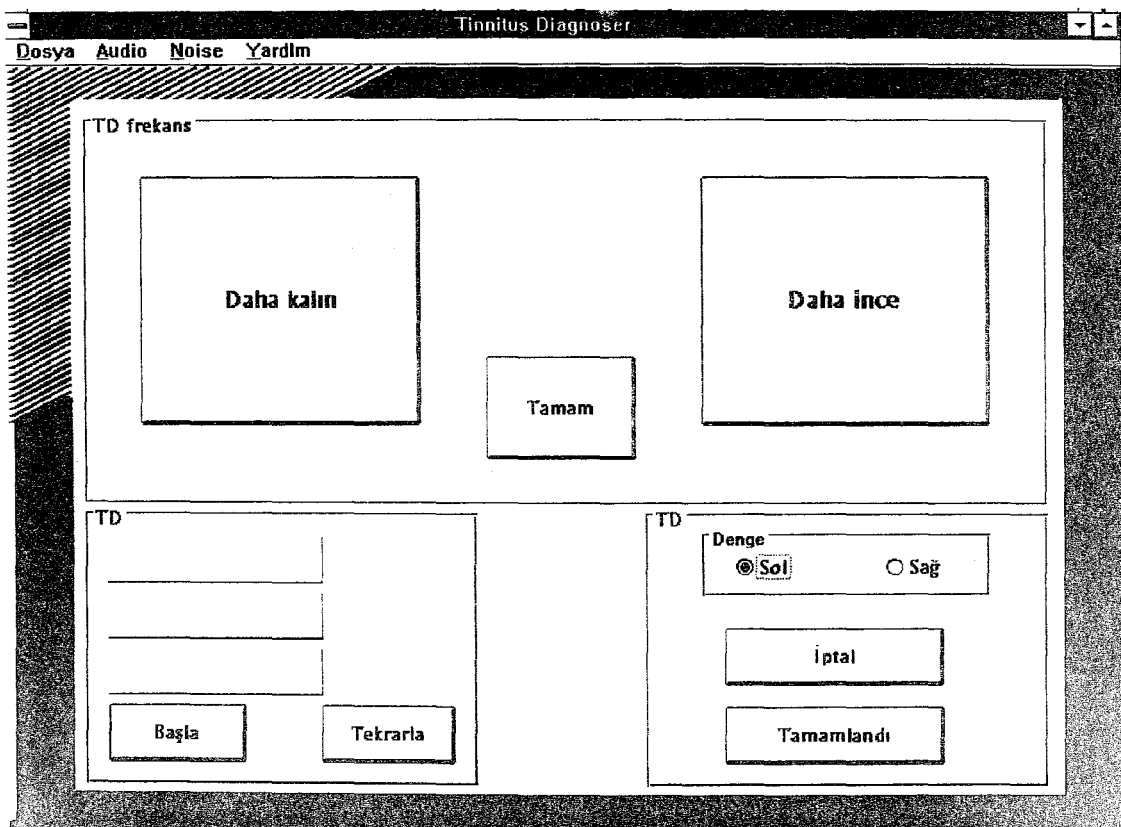 Tinnitus Diagnoser
Dosya Audio Noise Yardlm
TD frekans
Daha kalın
Daha ince
Tamam
TD
TD
Denge
Sol
Sağ
İptal
Başla
Tekrarla
Tamamlandı